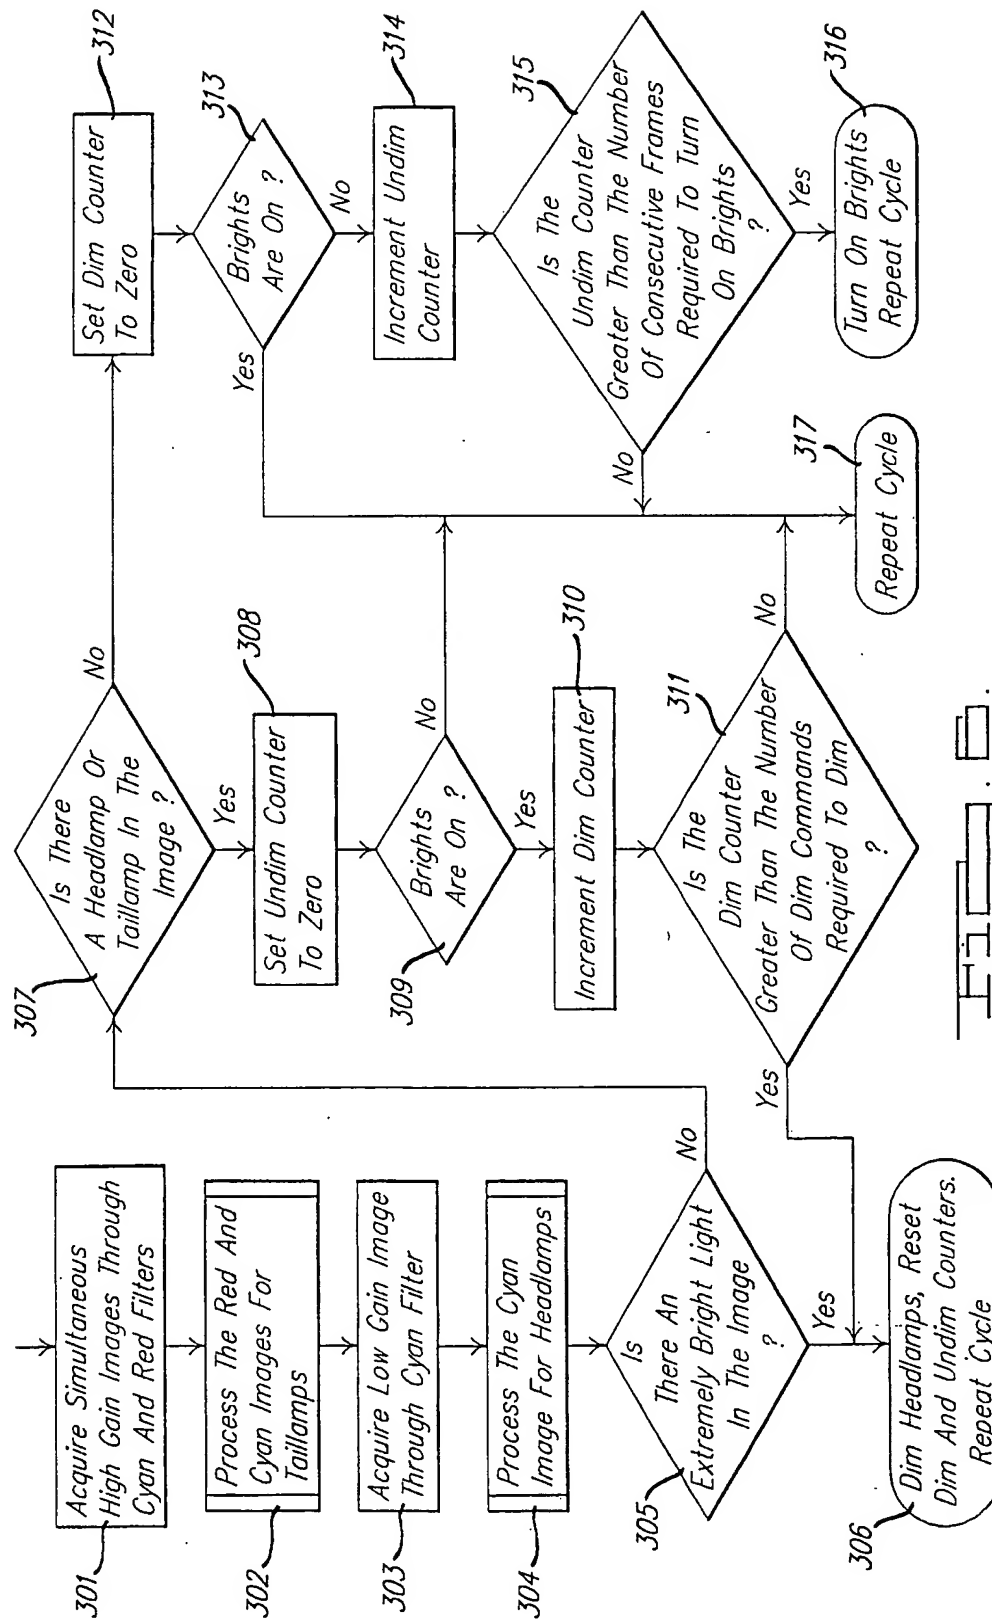 301
Acquire Simultaneous
High Gain Images Through
Cyan And Red Filters
302
Process The Red And
Cyan Images For
Taillamps
303
Acquire Low Gain Image
Through Cyan Filter
304
Process The Cyan
Image For Headlamps
305
Is
There An
Extremely Bright Light
In The Image
?
No
Yes
306
Dim Headlamps, Reset
Dim And Undim Counters.
Repeat Cycle
307
Is There
A Headlamp Or
Taillamp In The
Image ?
No
Yes
308
Set Undim Counter
To Zero
309
Brights
Are On ?
No
Yes
310
Increment Dim Counter
311
Is The
Dim Counter
Greater Than The Number
Of Dim Commands
Required To Dim
?
Yes
No
312
Set Dim Counter
To Zero
313
Brights
Are On ?
Yes
No
314
Increment Undim
Counter
315
Is The
Undim Counter
Greater Than The Number
Of Consecutive Frames
Required To Turn
On Brights
?
No
Yes
316
Turn On Brights
Repeat Cycle
317
Repeat Cycle